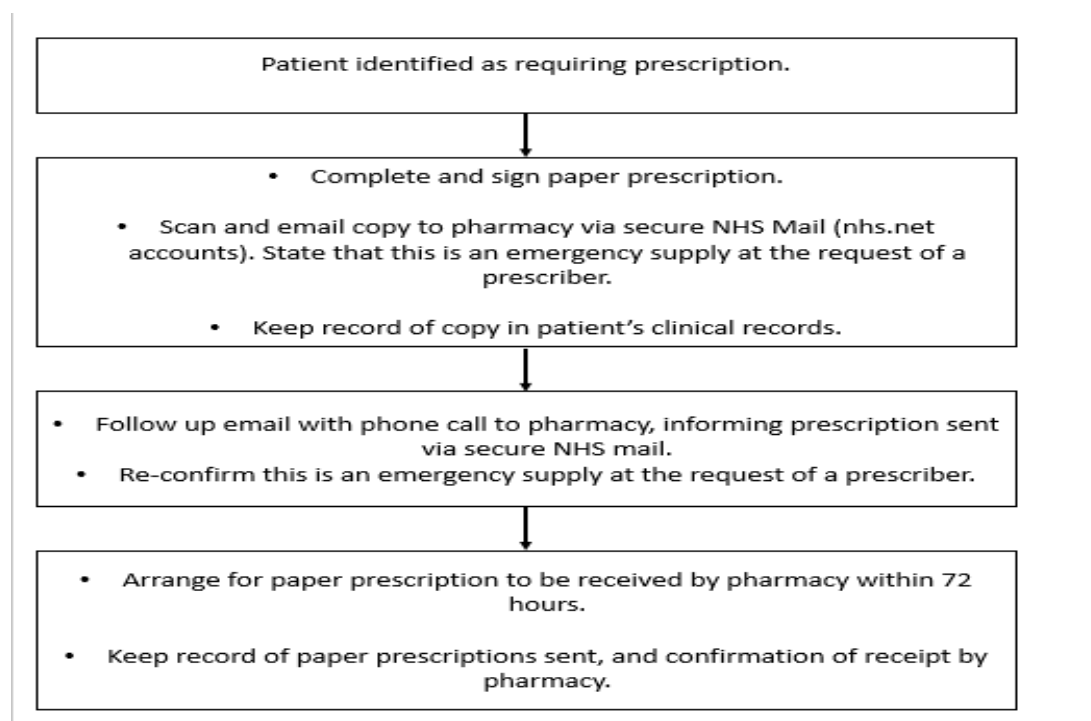 Patient identified as requiring prescription.
• Complete and sign paper prescription.
• Scan and email copy to pharmacy via secure NHS Mail (nhs.net
accounts). State that this is an emergency supply at the request of a
prescriber.
• Keep record of copy in patient’s clinical records.
• Follow up email with phone call to pharmacy, informing prescription sent
via secure NHS mail.
• Re-confirm this is an emergency supply at the request of a prescriber.
• Arrange for paper prescription to be received by pharmacy within 72
hours.
• Keep record of paper prescriptions sent, and confirmation of receipt by
pharmacy.